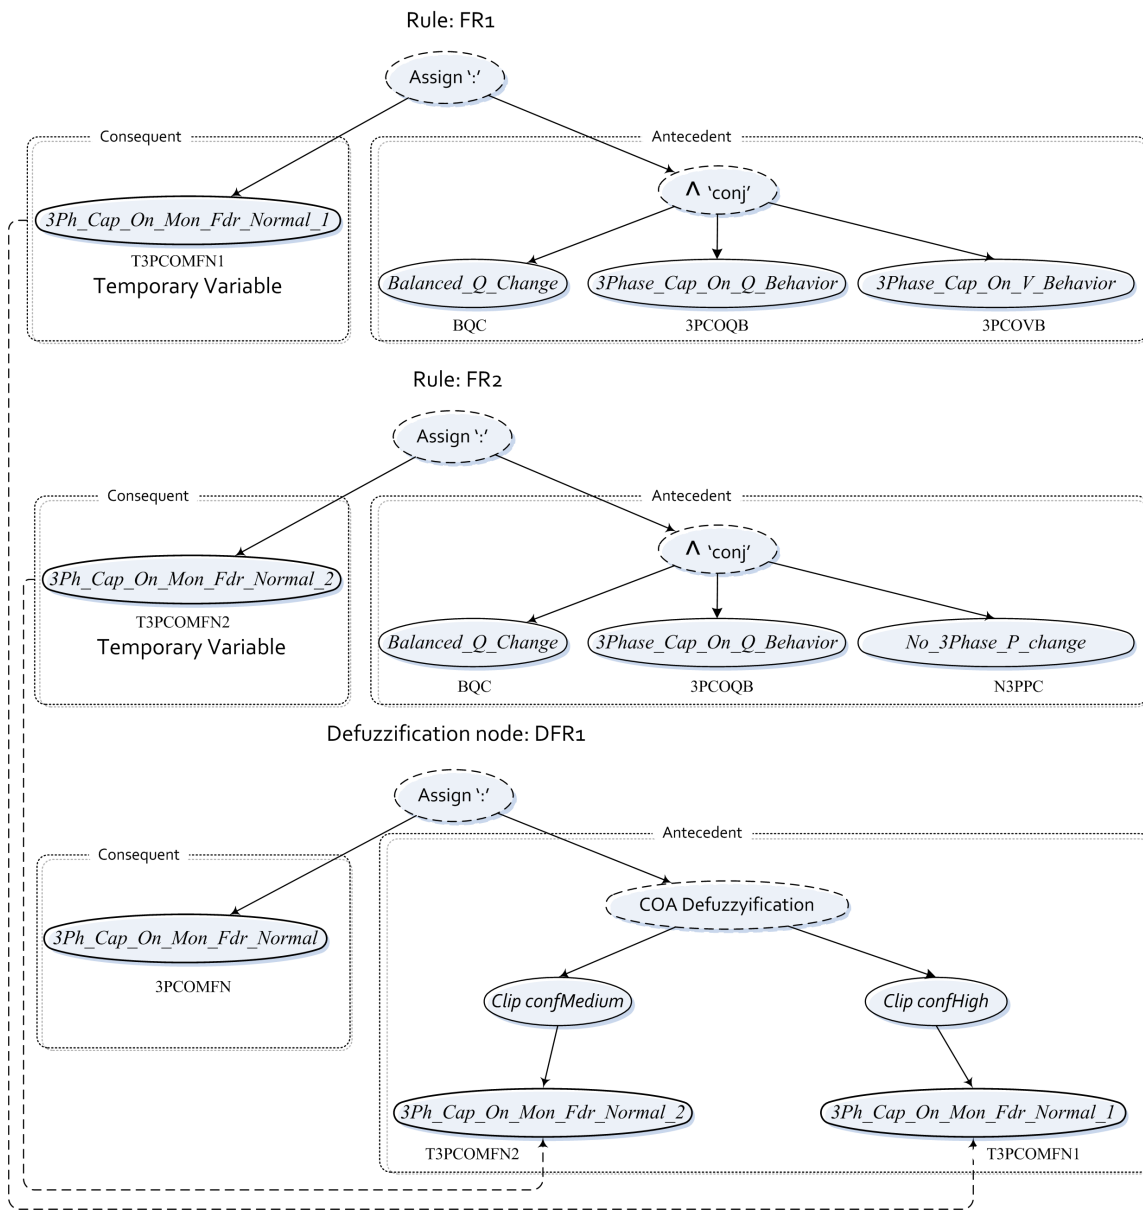 Rule: FR1
Assign ‘:’
Consequent
Antecedent
3Ph_Cap_On_Mon_Fdr_Normal_1
T3PCOMFN1
Temporary Variable
Λ ‘conj’
Balanced_Q_Change
3Phase_Cap_On_Q_Behavior
3Phase_Cap_On_V_Behavior
BQC
3PCOQB
3PCOVB
Rule: FR2
Assign ‘:’
Consequent
Antecedent
3Ph_Cap_On_Mon_Fdr_Normal_2
T3PCOMFN2
Temporary Variable
Λ ‘conj’
Balanced_Q_Change
3Phase_Cap_On_Q_Behavior
No_3Phase_P_change
BQC
3PCOQB
N3PPC
Defuzzification node: DFR1
Assign ‘:’
Consequent
Antecedent
3Ph_Cap_On_Mon_Fdr_Normal
3PCOMFN
COA Defuzzyification
Clip confMedium
Clip confHigh
3Ph_Cap_On_Mon_Fdr_Normal_2
3Ph_Cap_On_Mon_Fdr_Normal_1
T3PCOMFN2
T3PCOMFN1